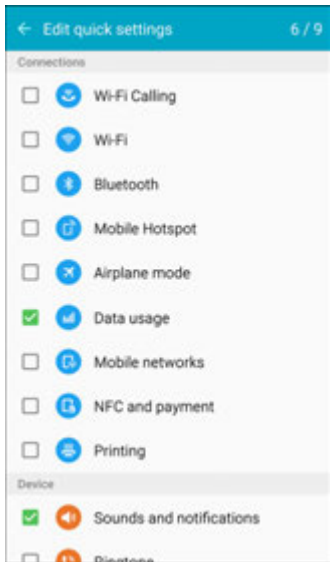 Edit quick settings 6 / 9
Connections
Wi-Fi Calling
Wi-Fi
Bluetooth
Mobile Hotspot
Airplane mode
Data usage
Mobile networks
NFC and payment
Printing
Device
Sounds and notifications
Ringtone